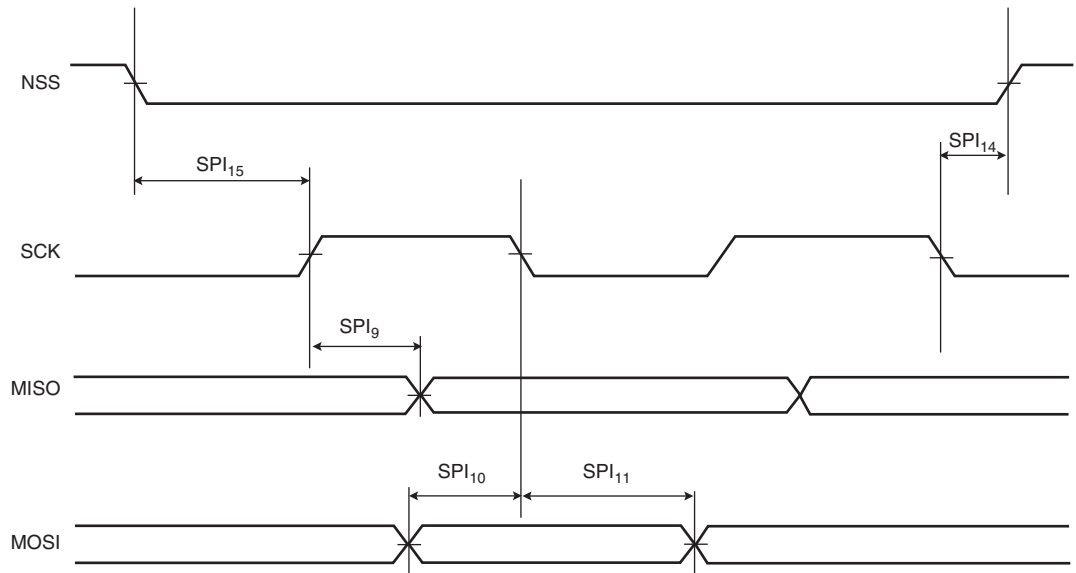 NSS
SPI₁₄
SPI₁₅
SCK
SPI₉
MISO
SPI₁₀ SPI₁₁
MOSI